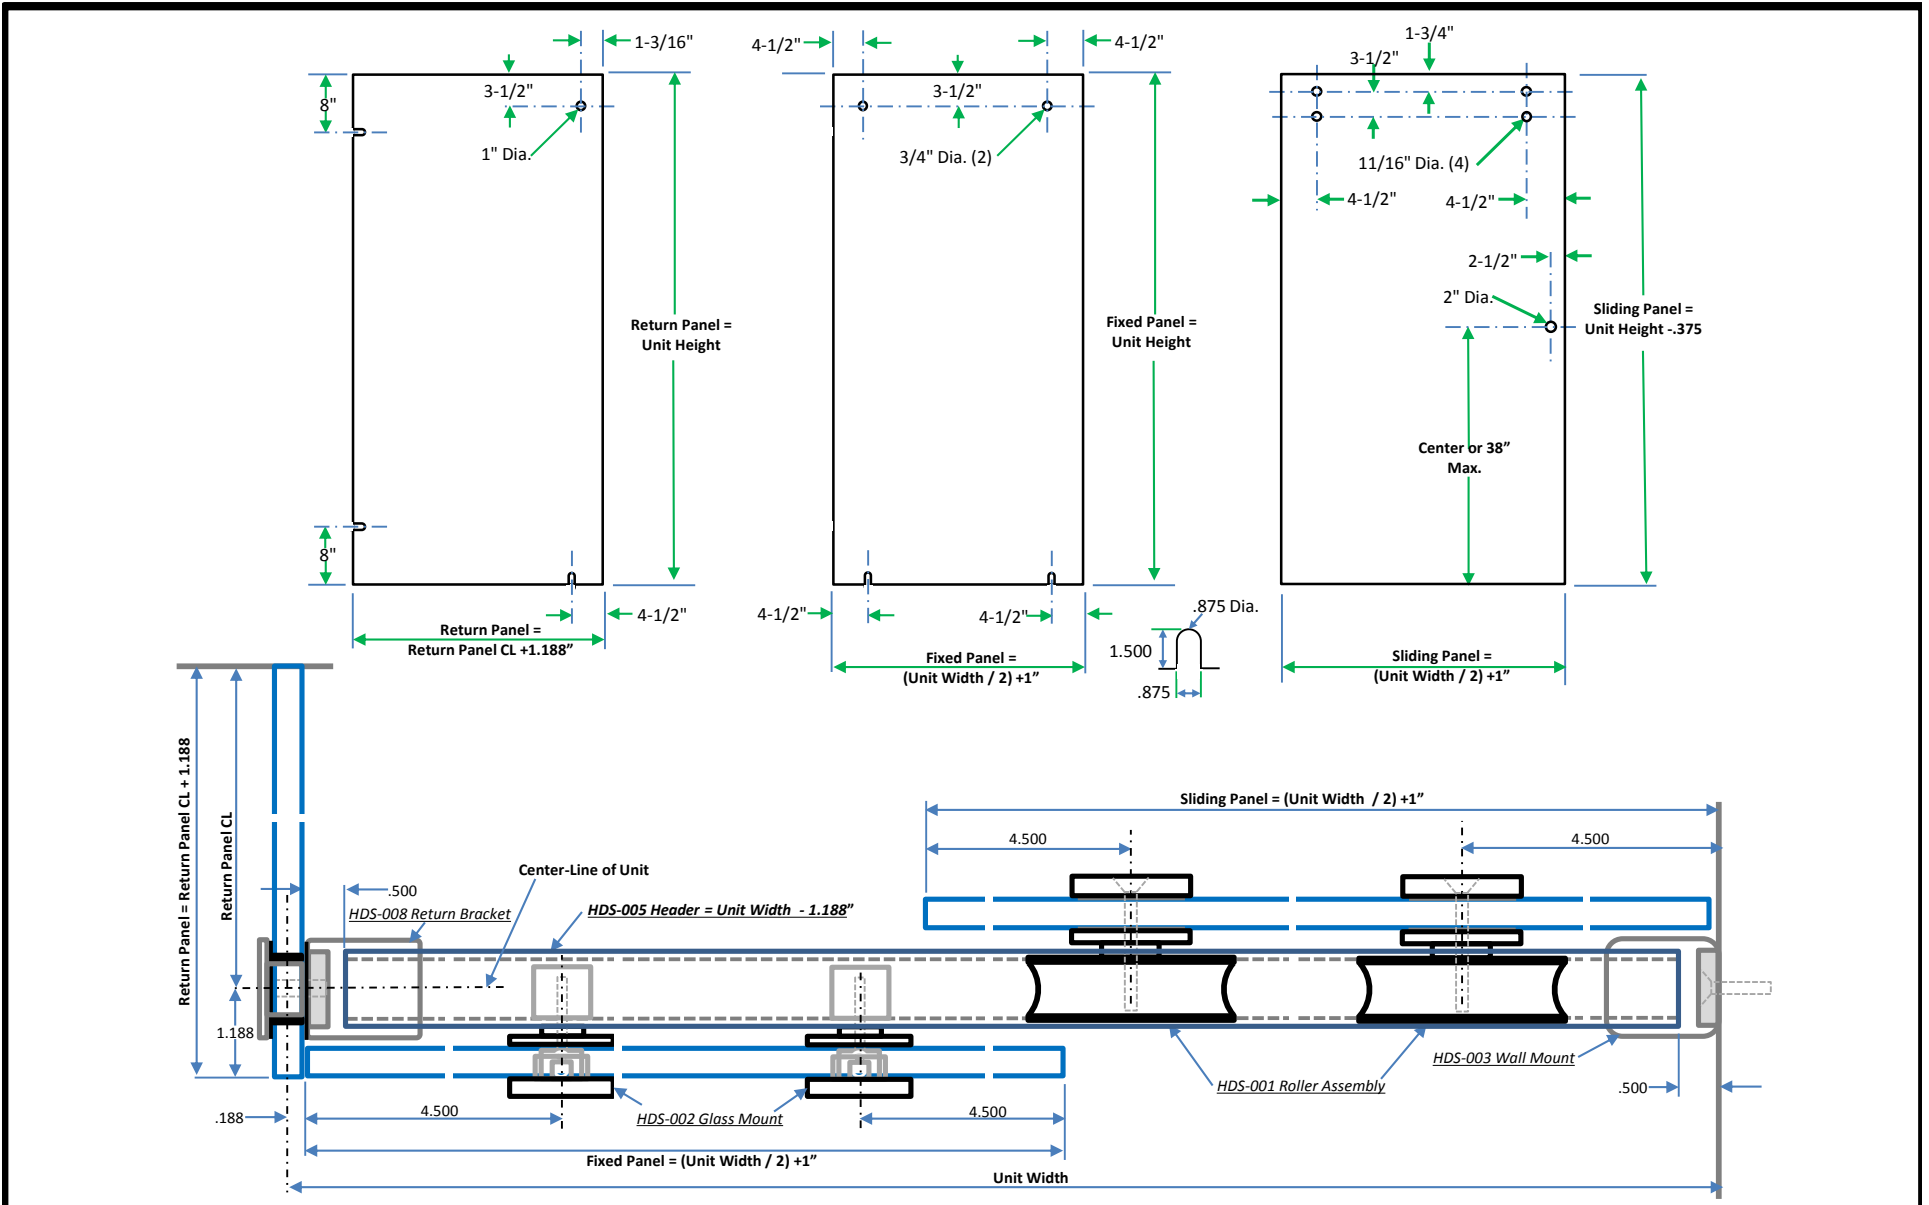 1-3/16"
8"
3-1/2"
1" Dia.
Return Panel =
Unit Height
8"
4-1/2"
Return Panel =
Return Panel CL +1.188”
4-1/2"
4-1/2"
3-1/2"
3/4" Dia. (2)
Fixed Panel =
Unit Height
4-1/2"
4-1/2"
Fixed Panel =
(Unit Width / 2) +1”
.875 Dia.
1.500
.875
1-3/4"
3-1/2"
11/16" Dia. (4)
4-1/2"
4-1/2"
2-1/2"
2" Dia.
Sliding Panel =
Unit Height -.375
Center or 38”
Max.
Sliding Panel =
(Unit Width / 2) +1”
Return Panel = Return Panel CL + 1.188
Return Panel CL
Sliding Panel = (Unit Width / 2) +1”
4.500
4.500
Center-Line of Unit
.500
HDS-008 Return Bracket
HDS-005 Header = Unit Width - 1.188”
1.188
HDS-003 Wall Mount
HDS-001 Roller Assembly
.500
.188
4.500
HDS-002 Glass Mount
4.500
Fixed Panel = (Unit Width / 2) +1”
Unit Width